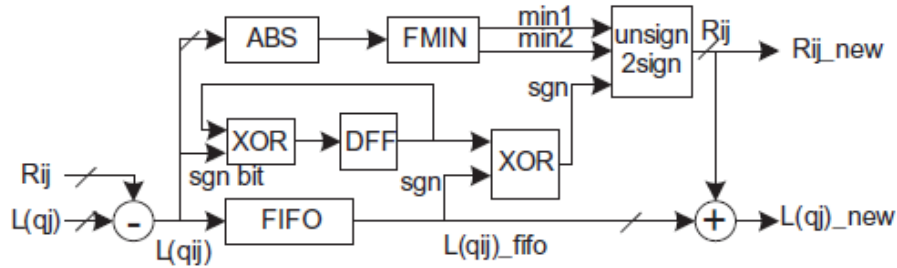 min1
ABS
FMIN
min2
unsign
2sign
Rij
Rij_new
sgn
XOR
DFF
XOR
sgn bit
sgn
Rij
L(qj)
-
FIFO
+
L(qj)_new
L(qij)
L(qij)_fifo